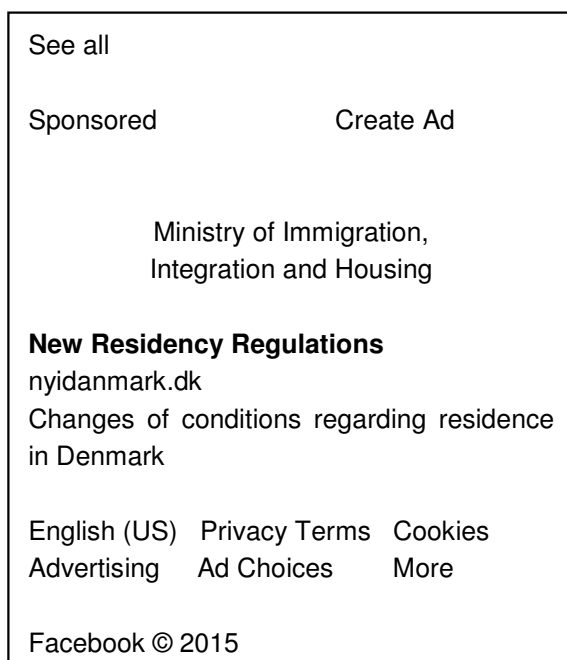 See all
Sponsored Create Ad
Ministry of Immigration,
Integration and Housing
New Residency Regulations
nyidanmark.dk
Changes of conditions regarding residence
in Denmark
English (US) Privacy Terms Cookies
Advertising Ad Choices More
Facebook © 2015